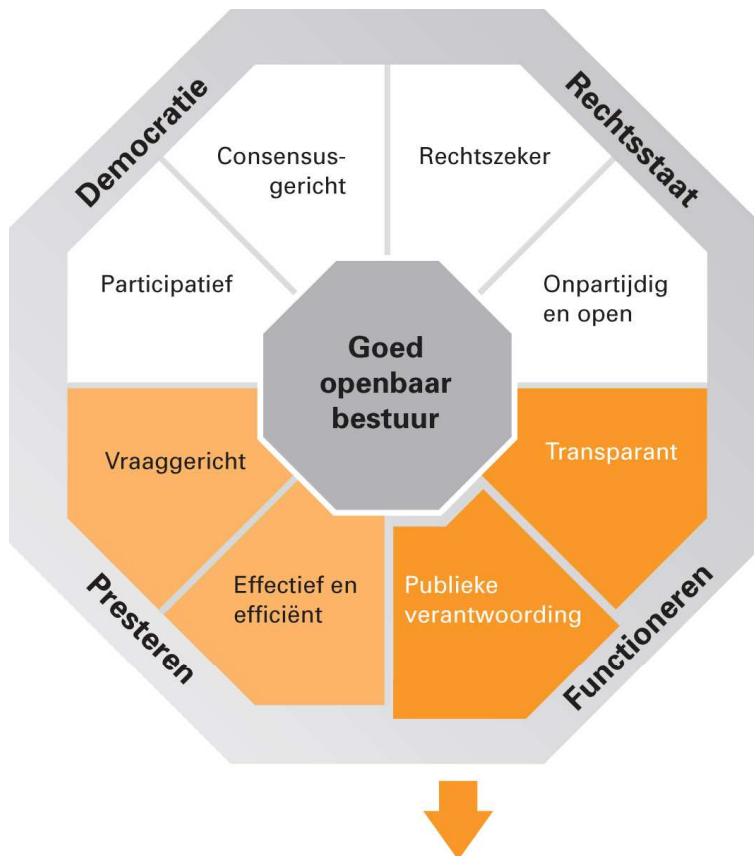 Democratie
Rechtsstaat
Consensus-
gericht
Rechtszeker
Participatief
Onpartijdig
en open
Goed
openbaar
bestuur
Vraaggericht
Transparant
Effectief en
efficiënt
Publieke
verantwoording
Presteren
Functioneren